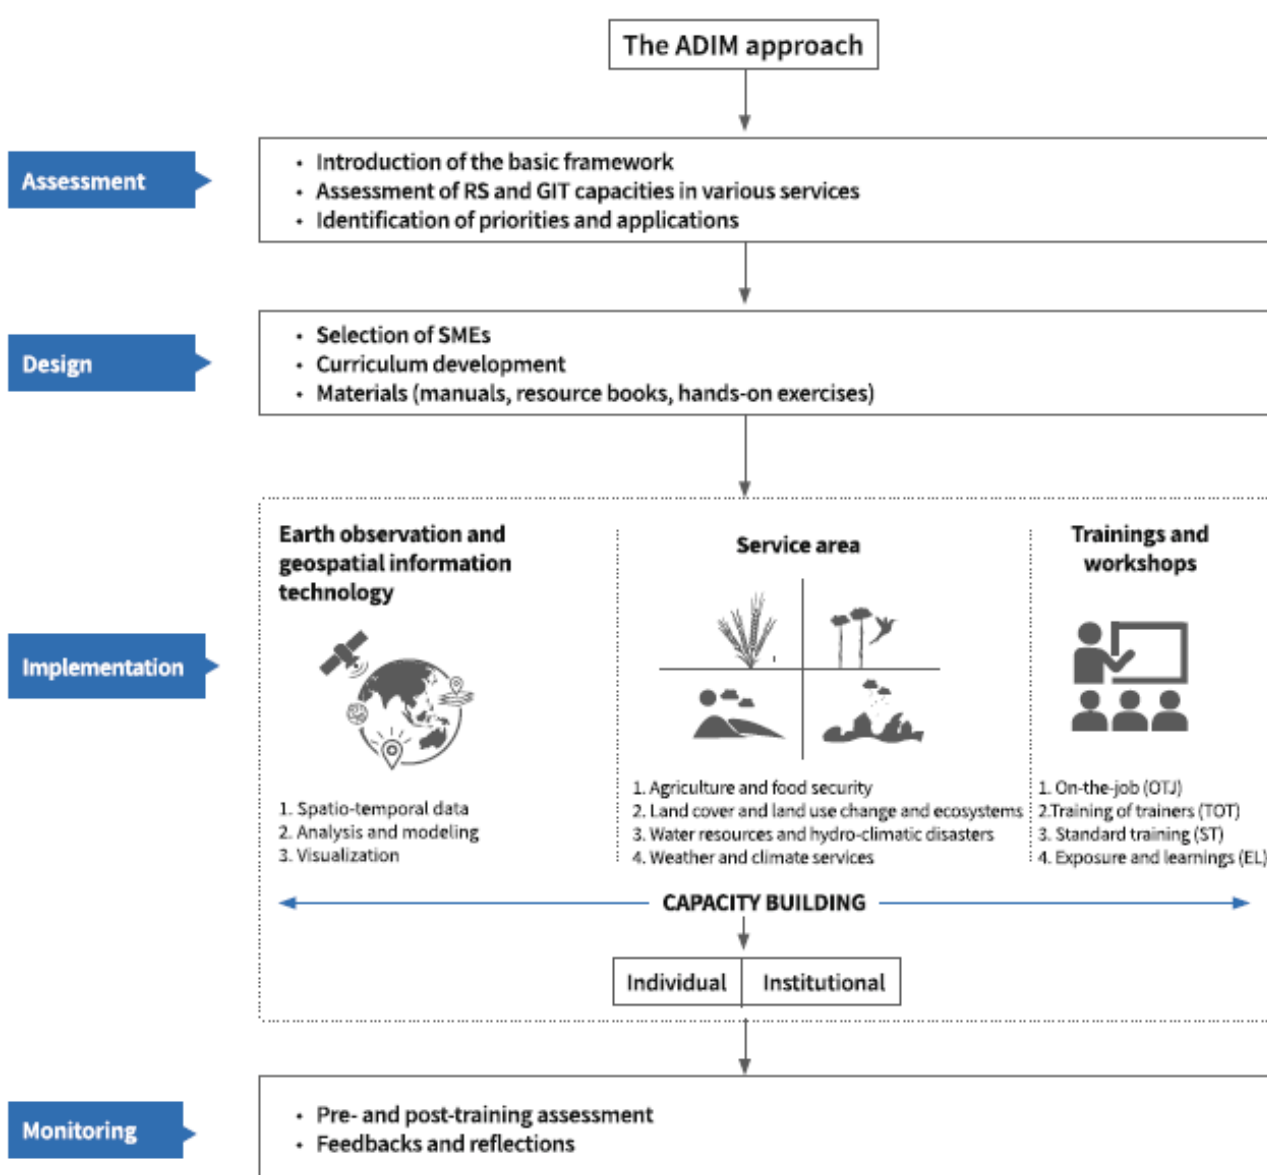 The ADIM approach
Assessment
• Introduction of the basic framework
• Assessment of RS and GIT capacities in various services
• Identification of priorities and applications
Design
• Selection of SMEs
• Curriculum development
• Materials (manuals, resource books, hands-on exercises)
Implementation
Earth observation and
geospatial information
technology
1. Spatio-temporal data
2. Analysis and modeling
3. Visualization
Service area
1. Agriculture and food security
2. Land cover and land use change and ecosystems
3. Water resources and hydro-climatic disasters
4. Weather and climate services
Trainings and
workshops
1. On-the-job (OTJ)
2.Training of trainers (TOT)
3. Standard training (ST)
4. Exposure and learnings (EL)
CAPACITY BUILDING
Individual
Institutional
Monitoring
• Pre- and post-training assessment
• Feedbacks and reflections